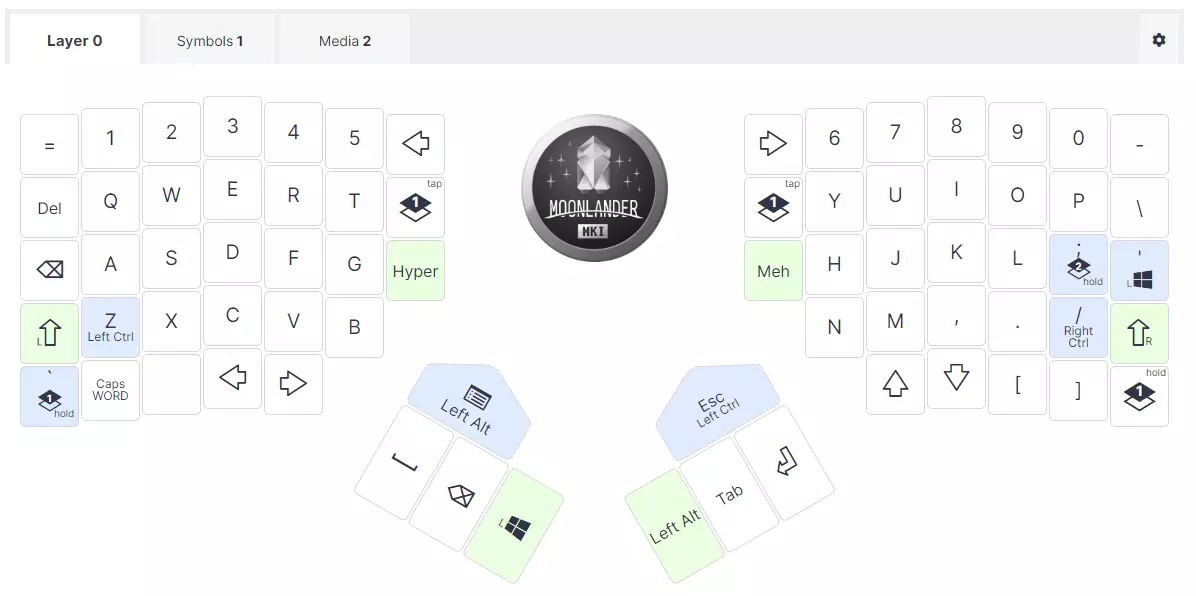 Layer 0
Symbols 1
Media 2
= 1 2 3 4 5
6 7 8 9 0 -
Del Q W E R T 1 tap
1 tap Y U I O P \
A S D F G Hyper
Meh H J K L ; 2 hold ' L
L Z Left Ctrl X C V B
N M , . / Right Ctrl R
` 1 hold Caps WORD
[ ] 1 hold
MOONLANDER
MKI
Left Alt
L
Esc
Left Ctrl
Left Alt
Tab